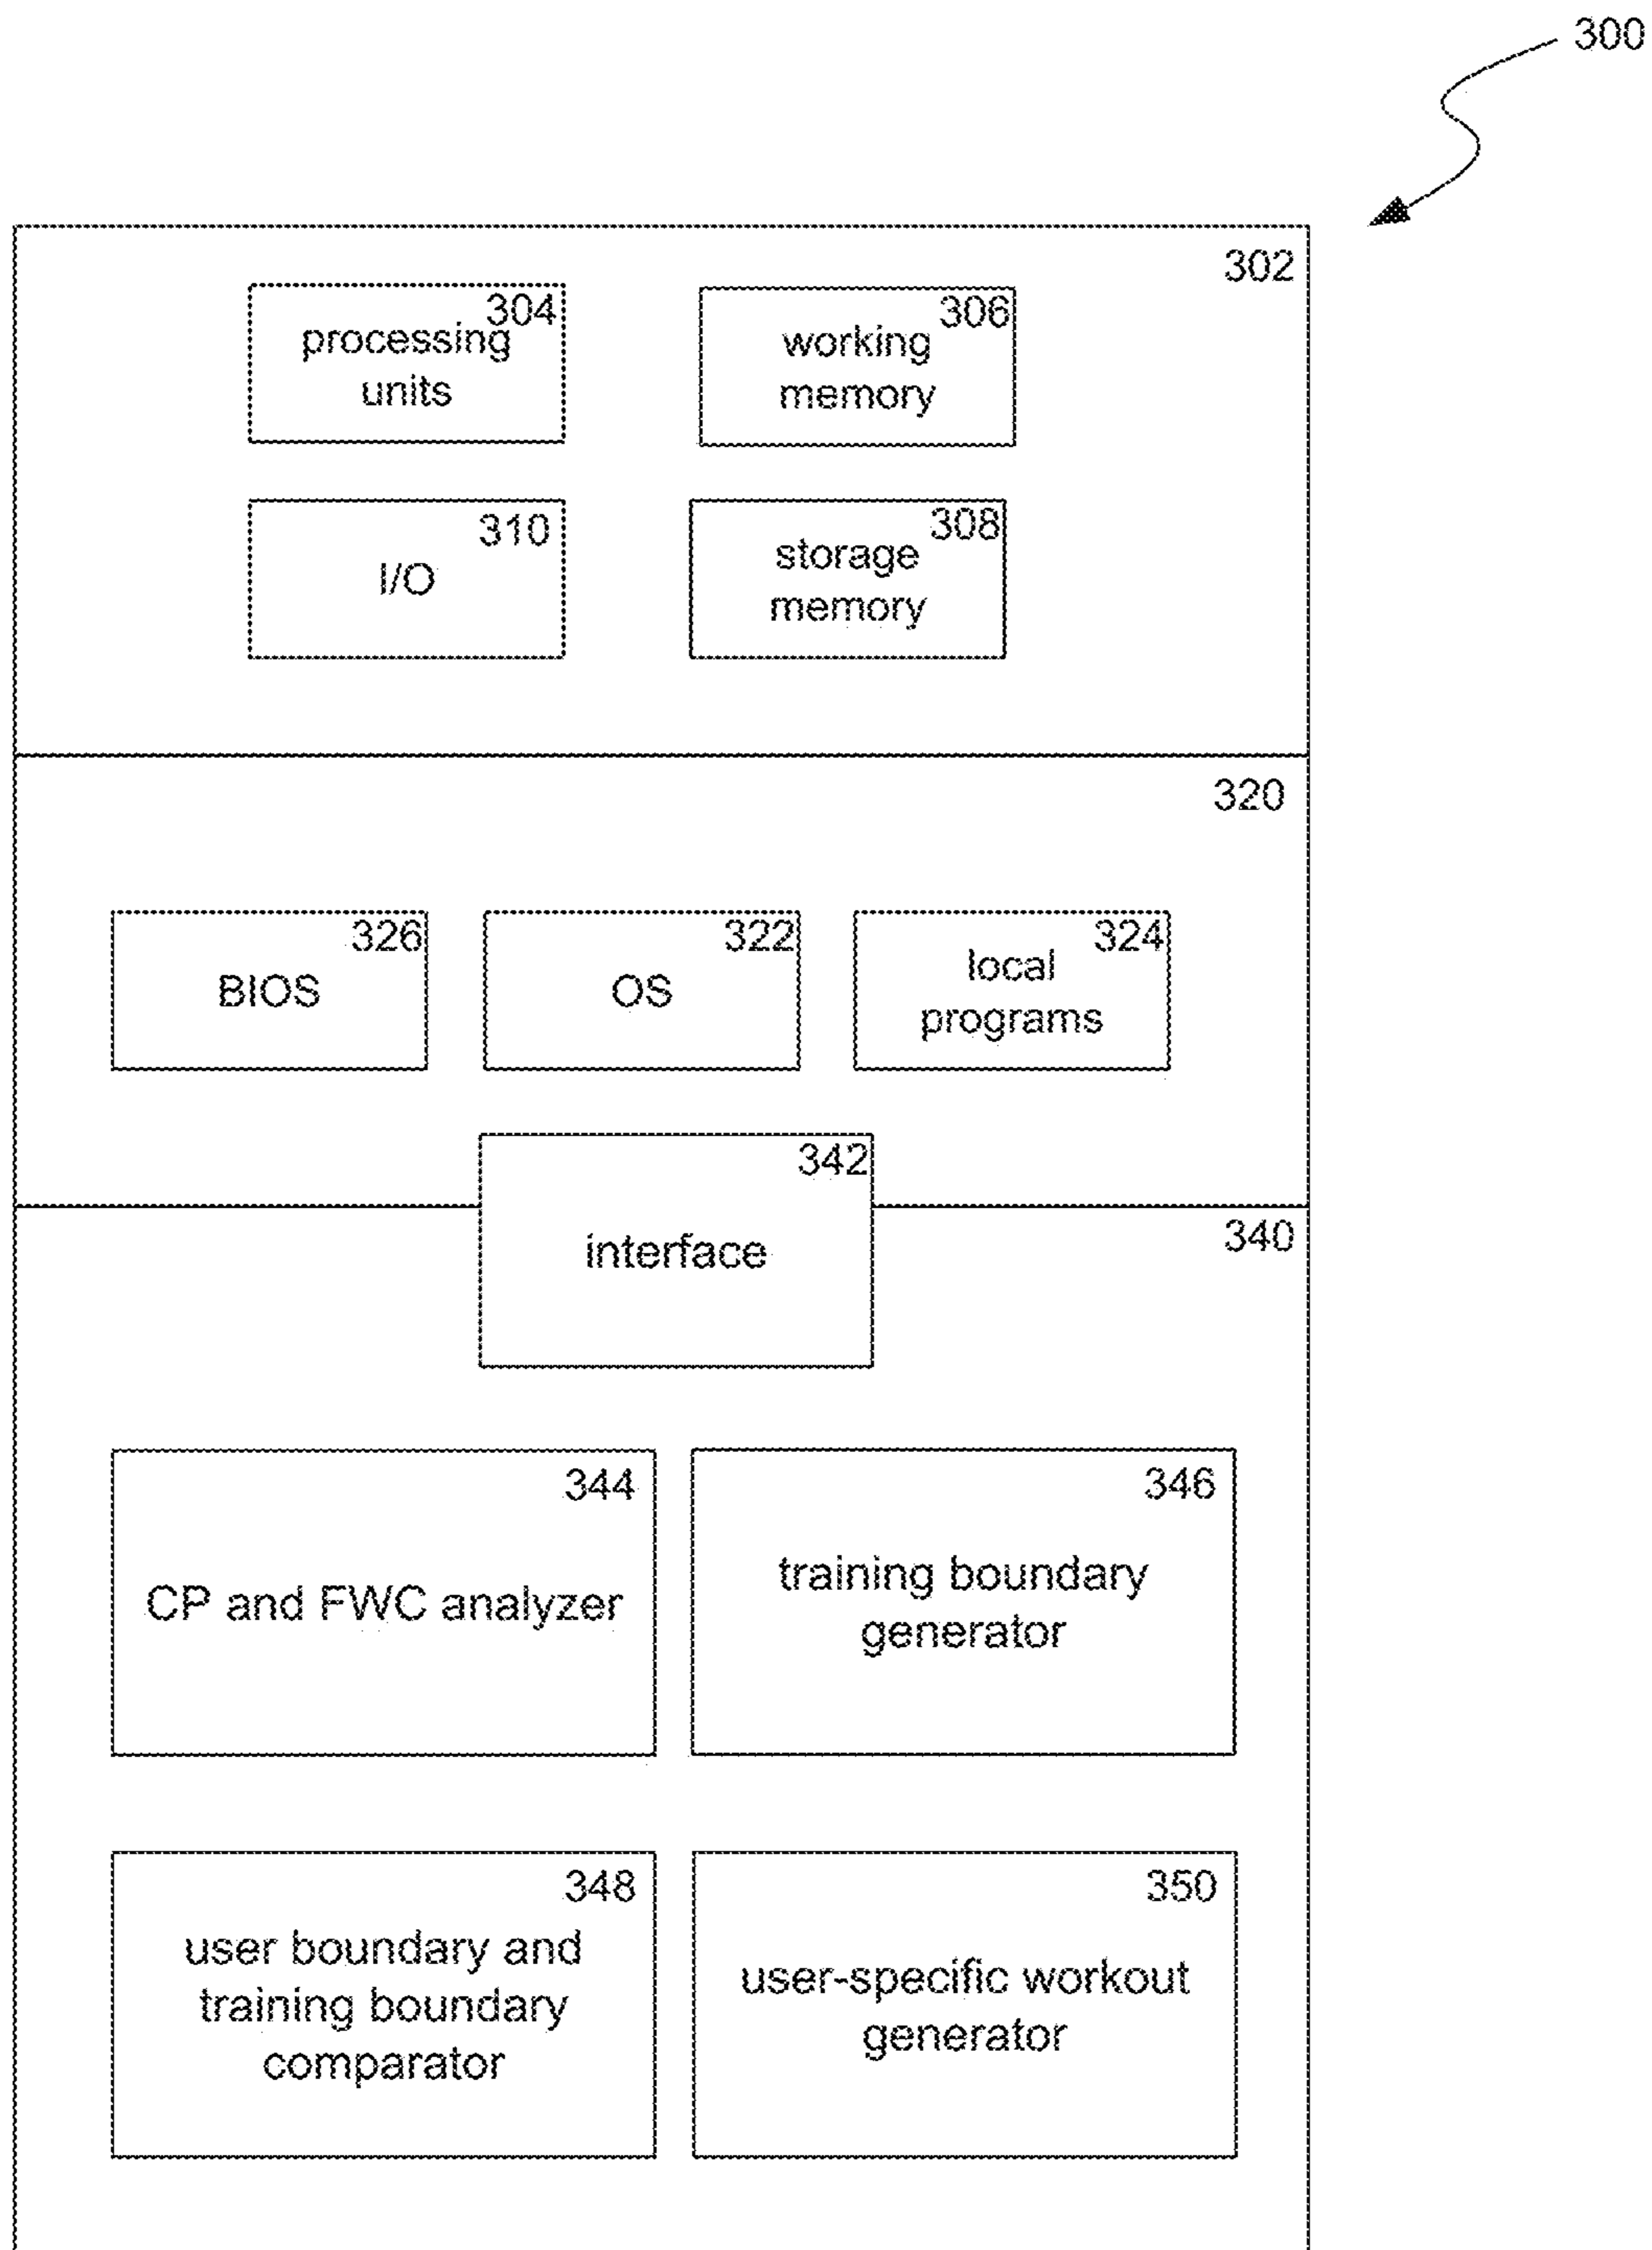 300
302
304
processing
units
306
working
memory
310
I/O
308
storage
memory
320
326
BIOS
322
OS
324
local
programs
342
interface
340
344
CP and FWC analyzer
346
training boundary
generator
348
user boundary and
training boundary
comparator
350
user-specific workout
generator